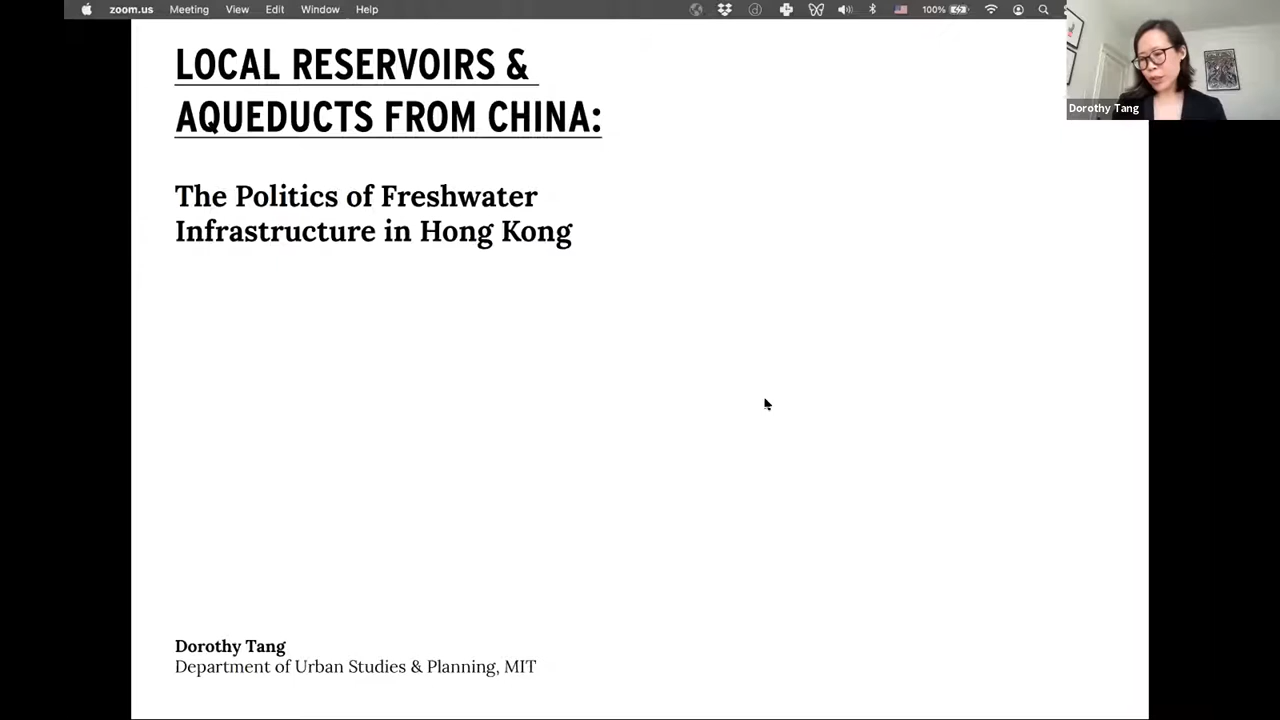 zoom.us Meeting View Edit Window Help 100%
LOCAL RESERVOIRS &
AQUEDUCTS FROM CHINA:
The Politics of Freshwater
Infrastructure in Hong Kong
Dorothy Tang
Department of Urban Studies & Planning, MIT
Dorothy Tang